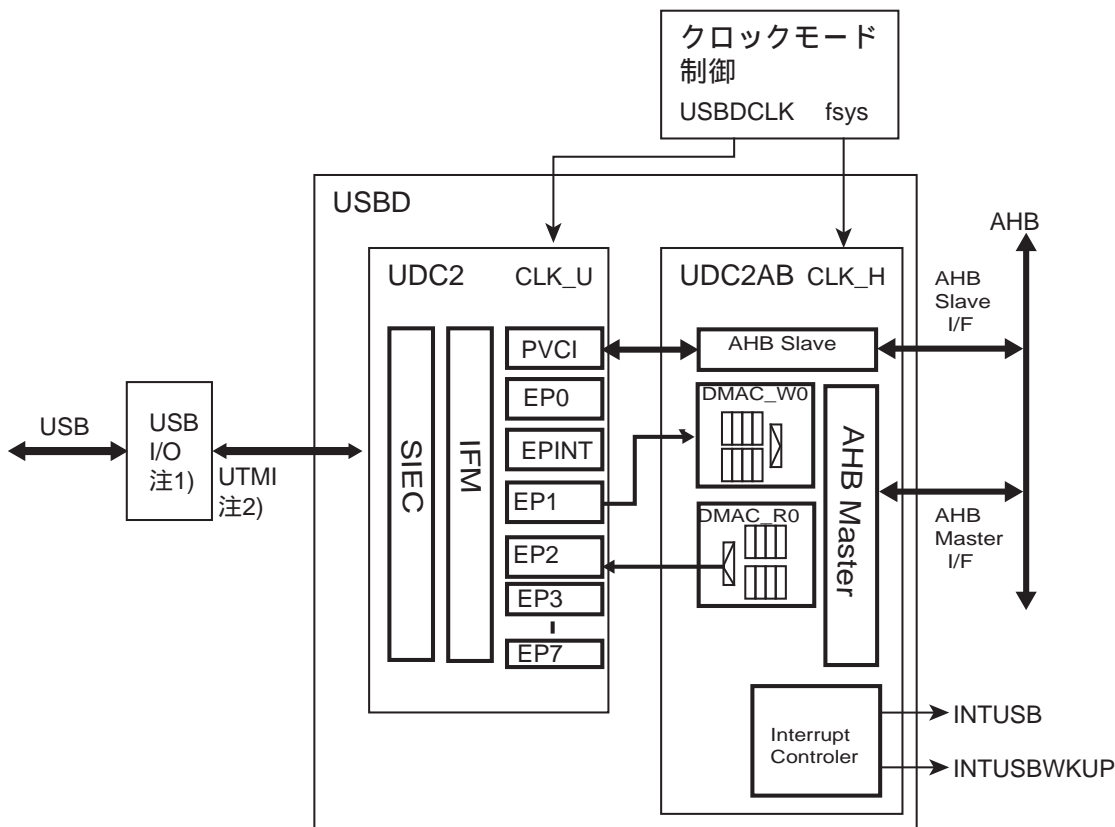 クロックモード
制御
USBDCLK fsys
USBD
AHB
UDC2 CLK_U
UDC2AB CLK_H
AHB
Slave
I/F
PVCI
AHB Slave
EP0
DMAC_W0
USB
USB
I/O
注1)
UTMI
注2)
SIEC
IFM
EPINT
EP1
AHB Master
DMAC_R0
AHB
Master
I/F
EP2
EP3
EP7
Interrupt
Controler
INTUSB
INTUSBWKUP